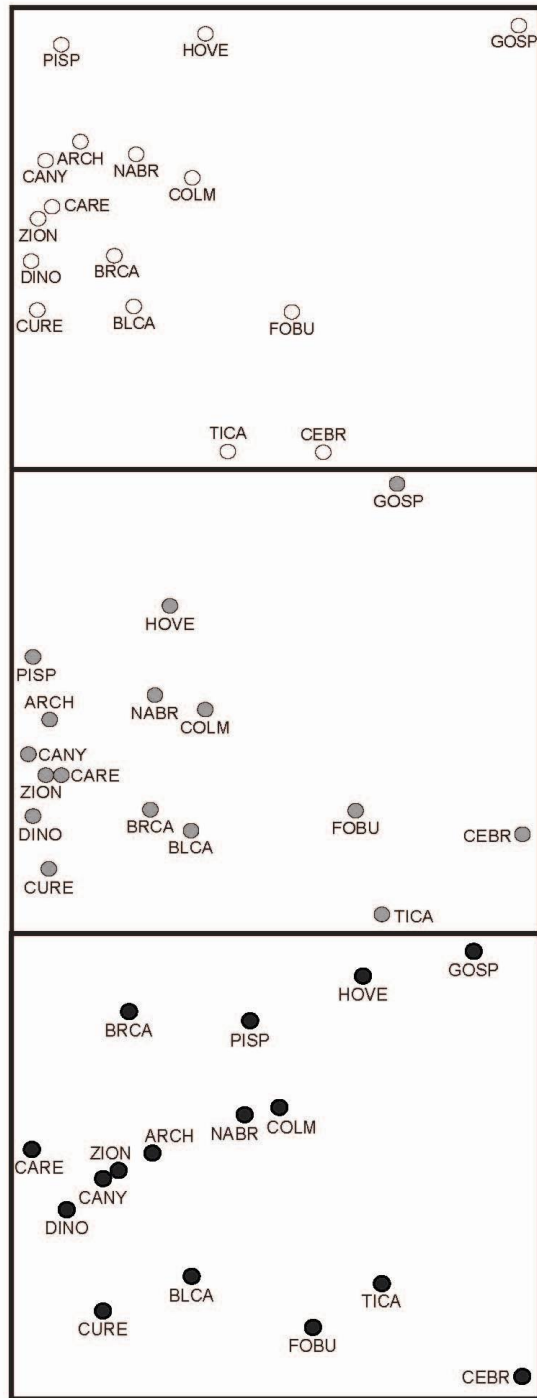 PISP
HOVE
GOSP
ARCH
CANY
NABR
COLM
CARE
ZION
DINO
BRCA
CURE
BLCA
FOBU
TICA
CEBR
GOSP
HOVE
PISP
ARCH
NABR
COLM
CANY
ZION
CARE
DINO
BRCA
BLCA
FOBU
CEBR
CURE
TICA
GOSP
HOVE
BRCA
PISP
NABR
COLM
ARCH
ZION
CARE
CANY
DINO
BLCA
TICA
CURE
FOBU
CEBR